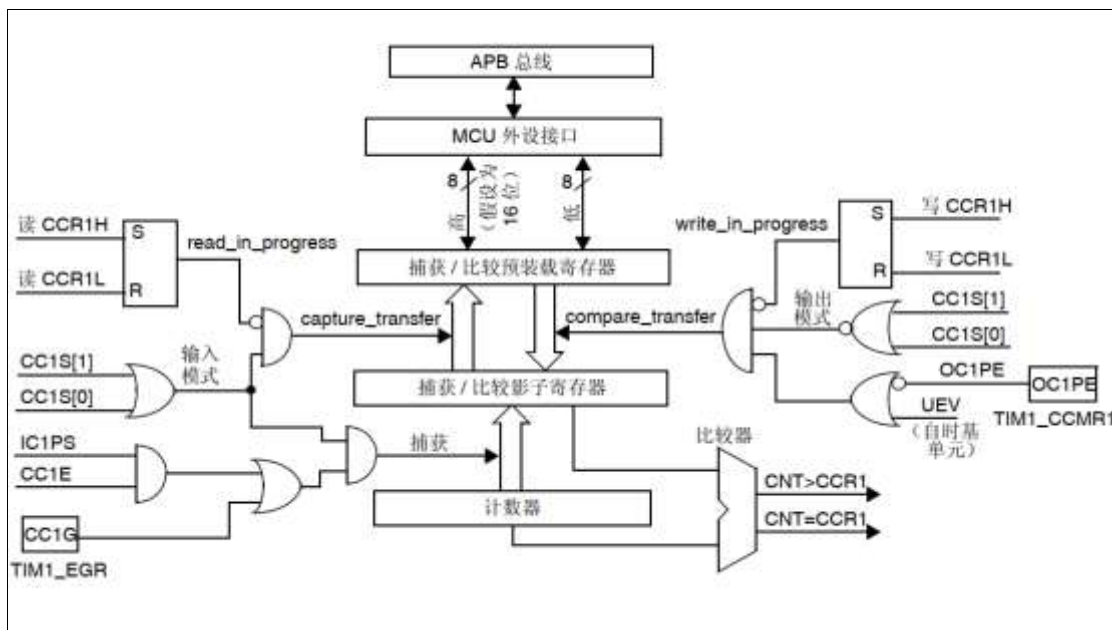 APB 总线
MCU 外设接口
8
8
高
（假设为
16 位）
低
读 CCR1H
S
read_in_progress
读 CCR1L
R
write_in_progress
S
写 CCR1H
R
写 CCR1L
捕获 / 比较预装载寄存器
capture_transfer
compare_transfer
输出
模式
CC1S[1]
CC1S[0]
CC1S[1]
输入
模式
CC1S[0]
捕获 / 比较影子寄存器
OC1PE
OC1PE
UEV
TIM1_CCMR1
（自时基
单元）
IC1PS
捕获
比较器
CC1E
CNT>CCR1
计数器
CNT=CCR1
CC1G
TIM1_EGR